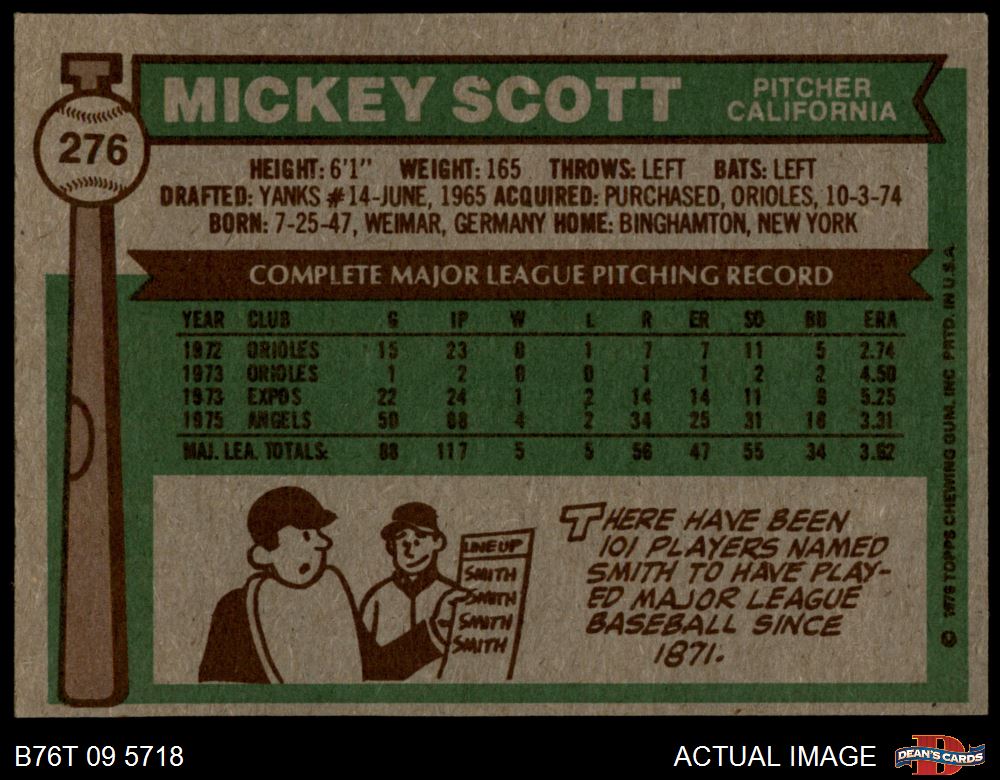 276
MICKEY SCOTT
PITCHER
CALIFORNIA
HEIGHT: 6'1" WEIGHT: 165 THROWS: LEFT BATS: LEFT
DRAFTED: YANKS #14-JUNE, 1965 ACQUIRED: PURCHASED, ORIOLES, 10-3-74
BORN: 7-25-47, WEIMAR, GERMANY HOME: BINGHAMTON, NEW YORK
COMPLETE MAJOR LEAGUE PITCHING RECORD
YEAR CLUB G IP W L R ER SO BB ERA
1972 ORIOLES 15 23 0 1 7 7 11 5 2.74
1973 ORIOLES 1 2 0 0 1 1 2 2 4.50
1973 EXPOS 22 24 1 2 14 14 11 9 5.25
1975 ANGELS 50 68 4 2 34 25 31 18 3.31
MAJ. LEA. TOTALS: 88 117 5 5 56 47 55 34 3.62
LINE UP
SMITH
SMITH
SMITH
SMITH
THERE HAVE BEEN
101 PLAYERS NAMED
SMITH TO HAVE PLAY-
ED MAJOR LEAGUE
BASEBALL SINCE
1871.
© 1976 TOPPS CHEWING GUM, INC. PRTD. IN U.S.A.
B76T 09 5718
ACTUAL IMAGE
D
DEAN'S CARDS